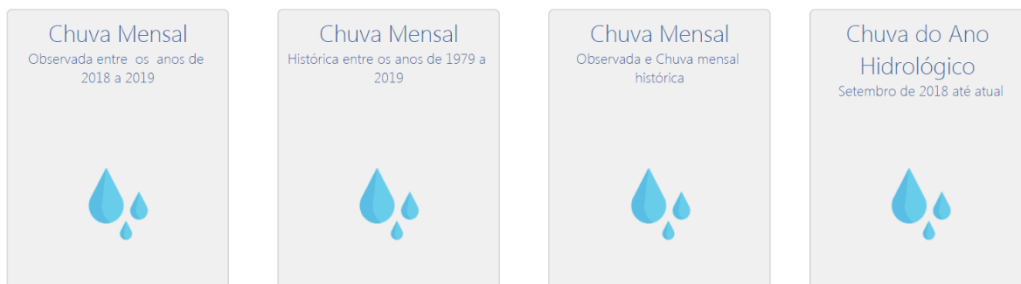 Chuva Mensal
Observada entre os anos de
2018 a 2019
Chuva Mensal
Histórica entre os anos de 1979 a
2019
Chuva Mensal
Observada e Chuva mensal
histórica
Chuva do Ano
Hidrológico
Setembro de 2018 até atual